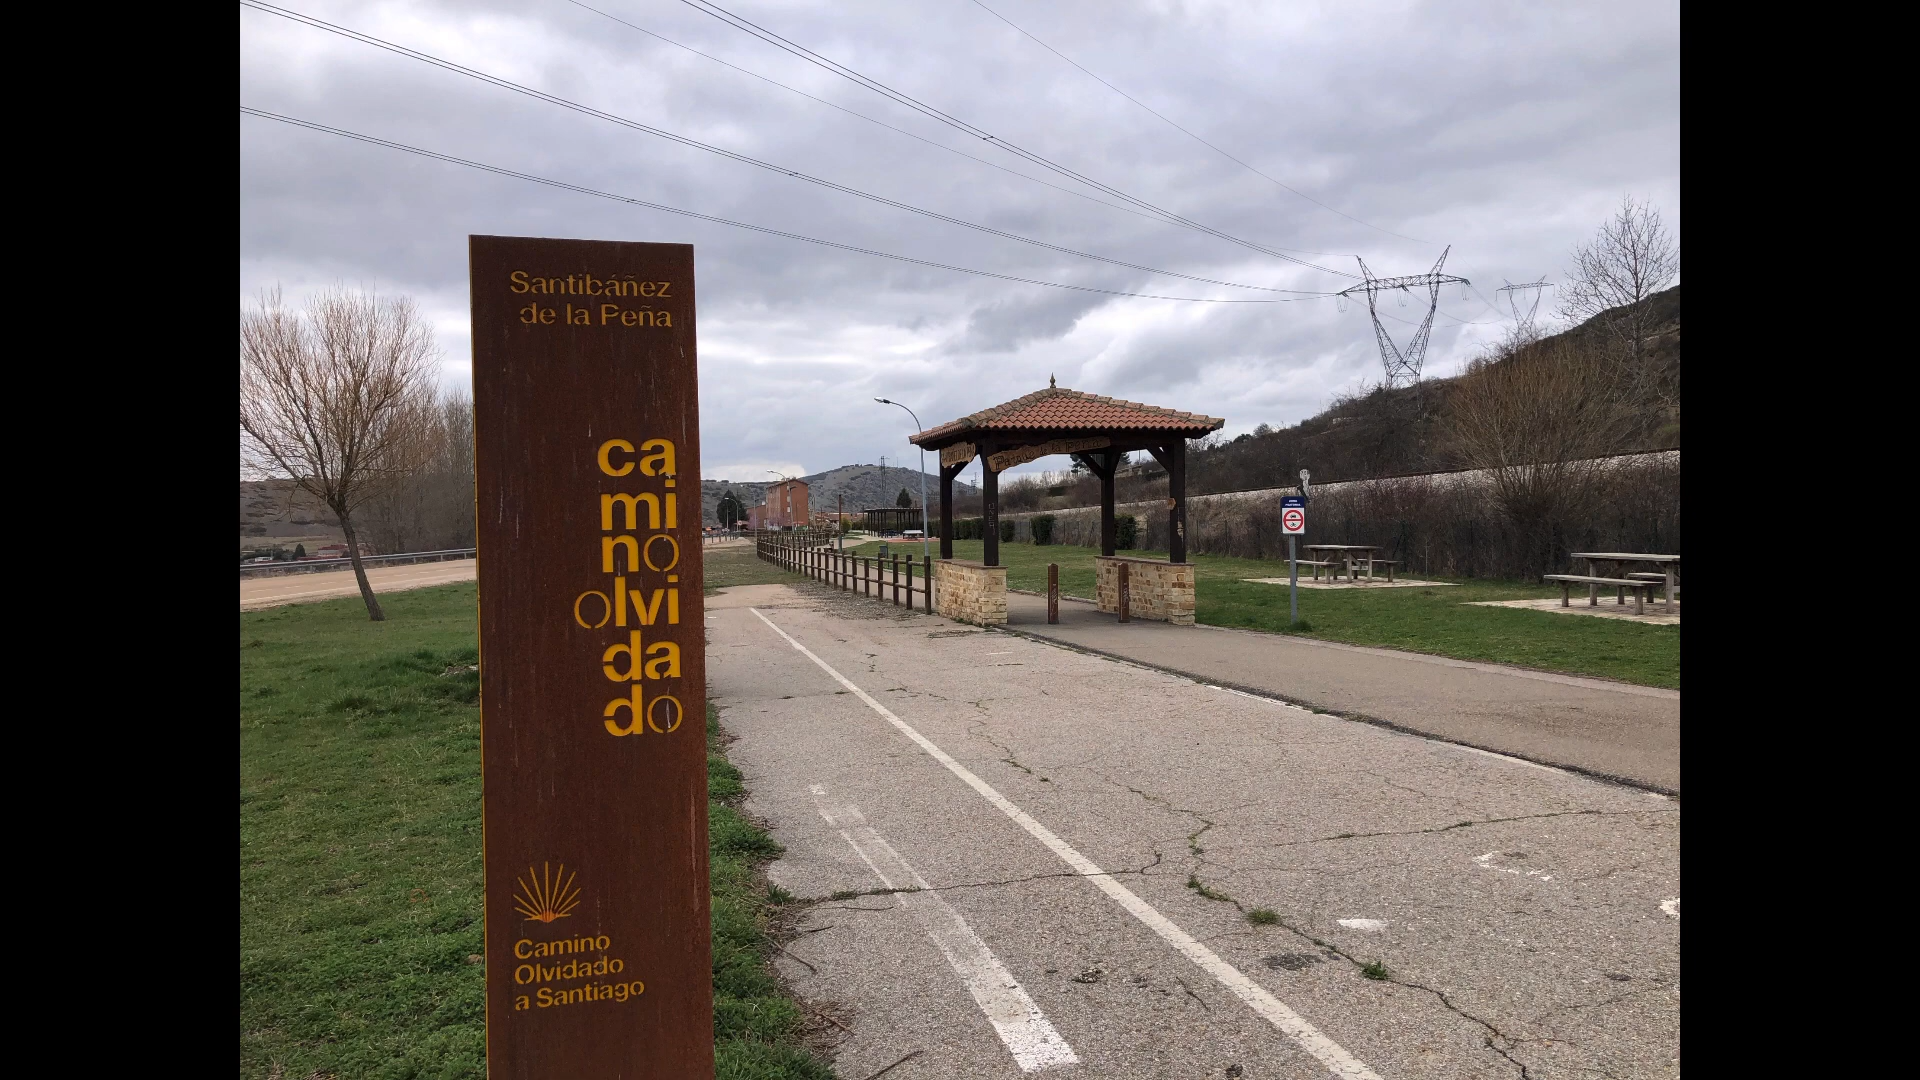 Santibáñez
de la Peña
ca
mi
no
olvi
da
do
Camino
Olvidado
a Santiago